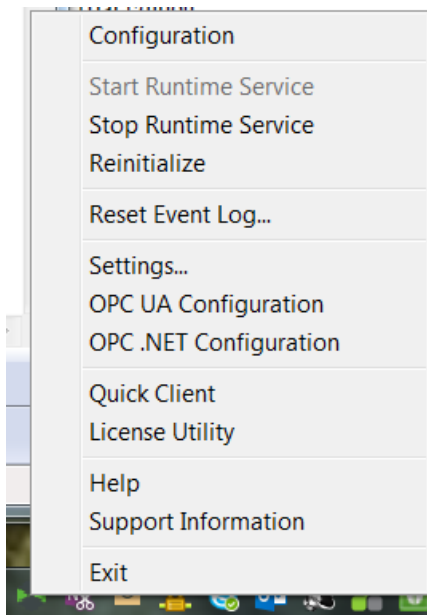 Configuration
Start Runtime Service
Stop Runtime Service
Reinitialize
Reset Event Log...
Settings...
OPC UA Configuration
OPC .NET Configuration
Quick Client
License Utility
Help
Support Information
Exit